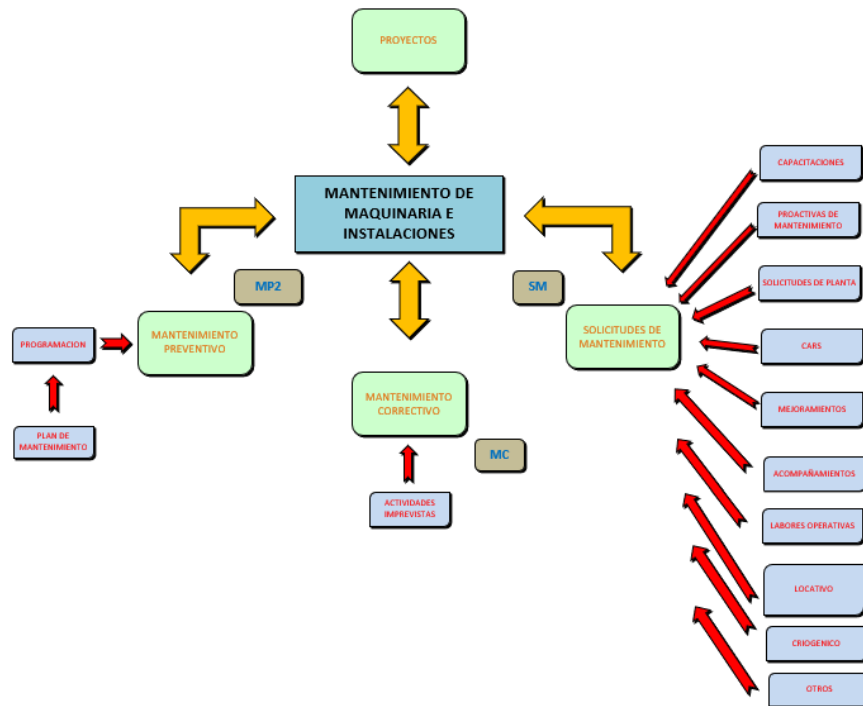 PROYECTOS
MANTENIMIENTO DE
MAQUINARIA E
INSTALACIONES
MP2
SM
MANTENIMIENTO
PREVENTIVO
PROGRAMACION
PLAN DE
MANTENIMIENTO
MANTENIMIENTO
CORRECTIVO
MC
ACTIVIDADES
IMPREVISTAS
SOLICITUDES DE
MANTENIMIENTO
CAPACITACIONES
PROACTIVAS DE
MANTENIMIENTO
SOLICITUDES DE PLANTA
CARS
MEJORAMIENTOS
ACOMPAÑAMIENTOS
LABORES OPERATIVAS
LOCATIVO
CRIOGENICO
OTROS